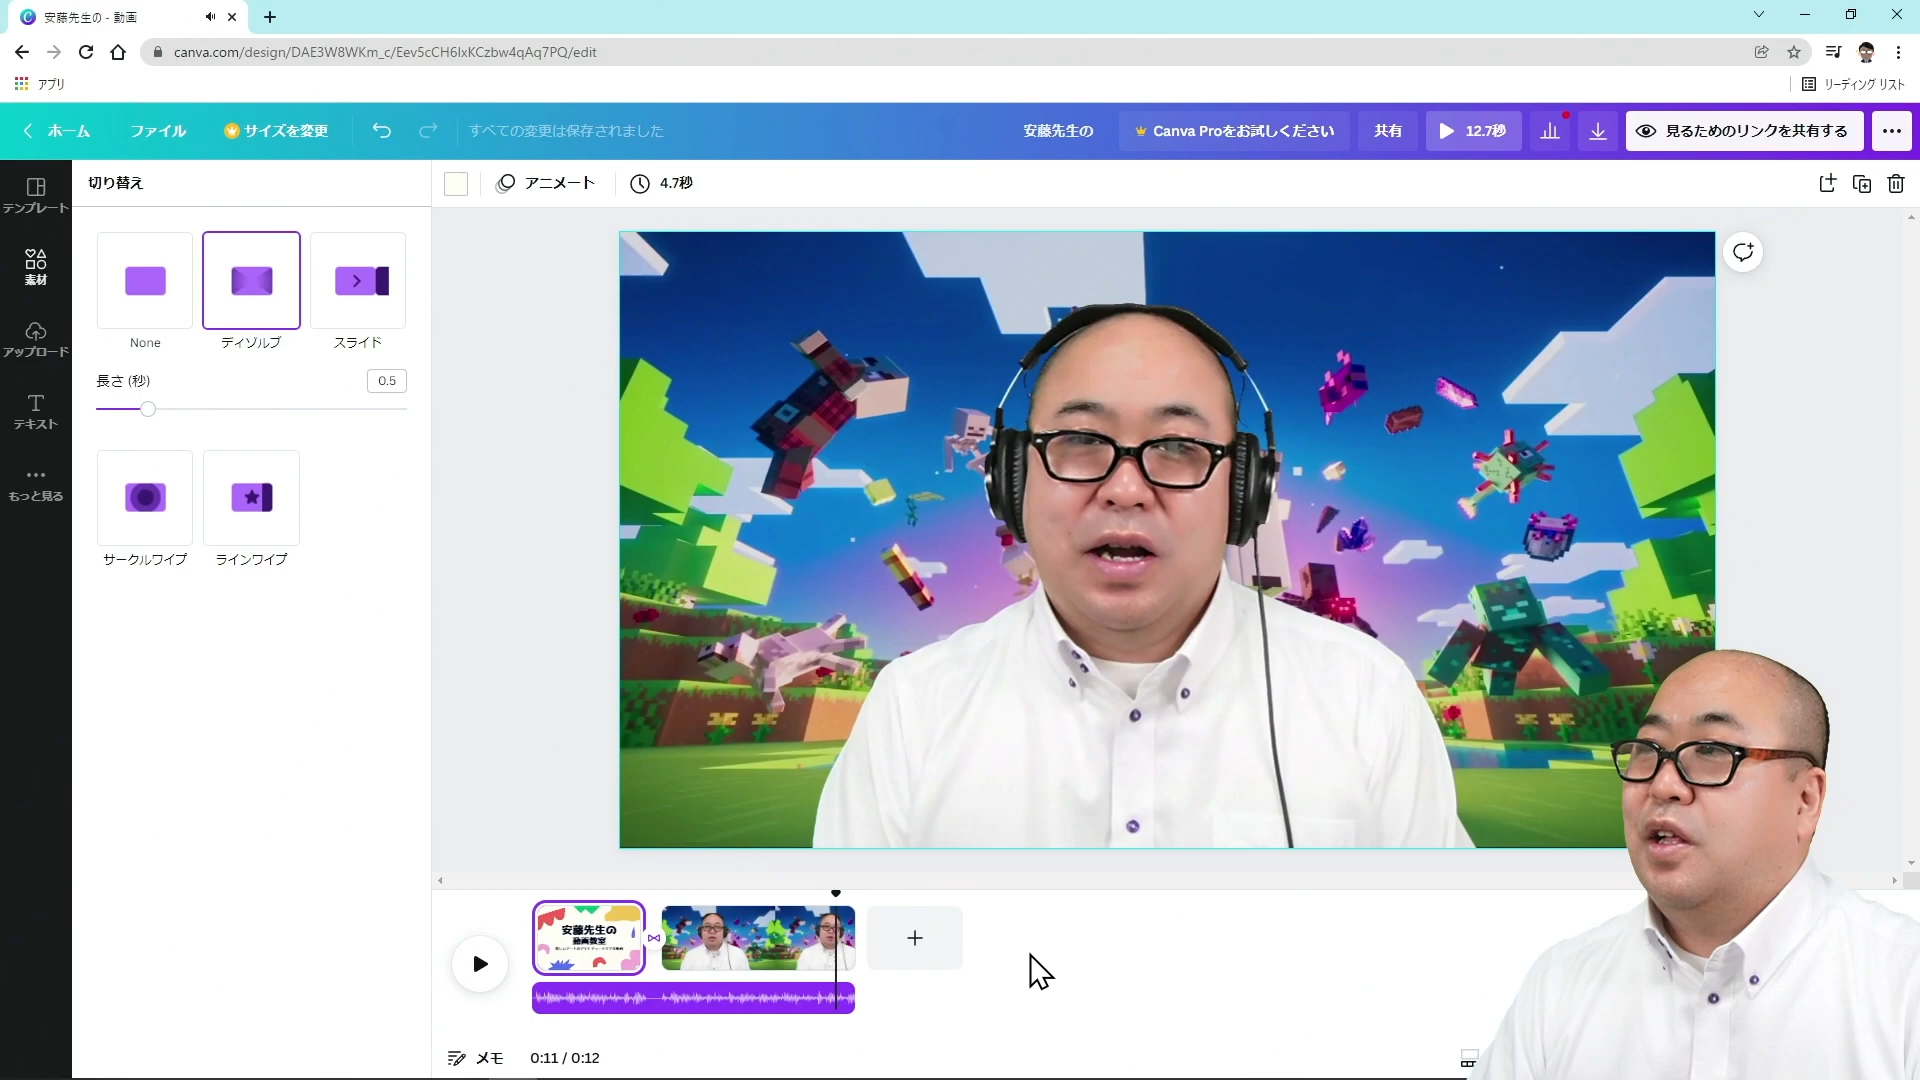 安藤先生の - 動画
canva.com/design/DAE3W8WKm_c/Eev5cCH6IxKCzbw4qAq7PQ/edit
アプリ
リーディング リスト
ホーム
ファイル
サイズを変更
すべての変更は保存されました
安藤先生の
Canva Proをお試しください
共有
12.7秒
見るためのリンクを共有する
テンプレート
素材
アップロード
テキスト
もっと見る
切り替え
None
ディゾルブ
スライド
長さ (秒)
0.5
サークルワイプ
ラインワイプ
アニメート
4.7秒
安藤先生の
動画教室
メモ
0:11 / 0:12